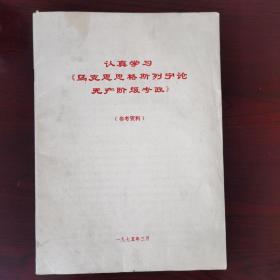 认真学习
《马克思恩格斯列宁论
无产阶级专政》
（参考资料）
一九七五年三月